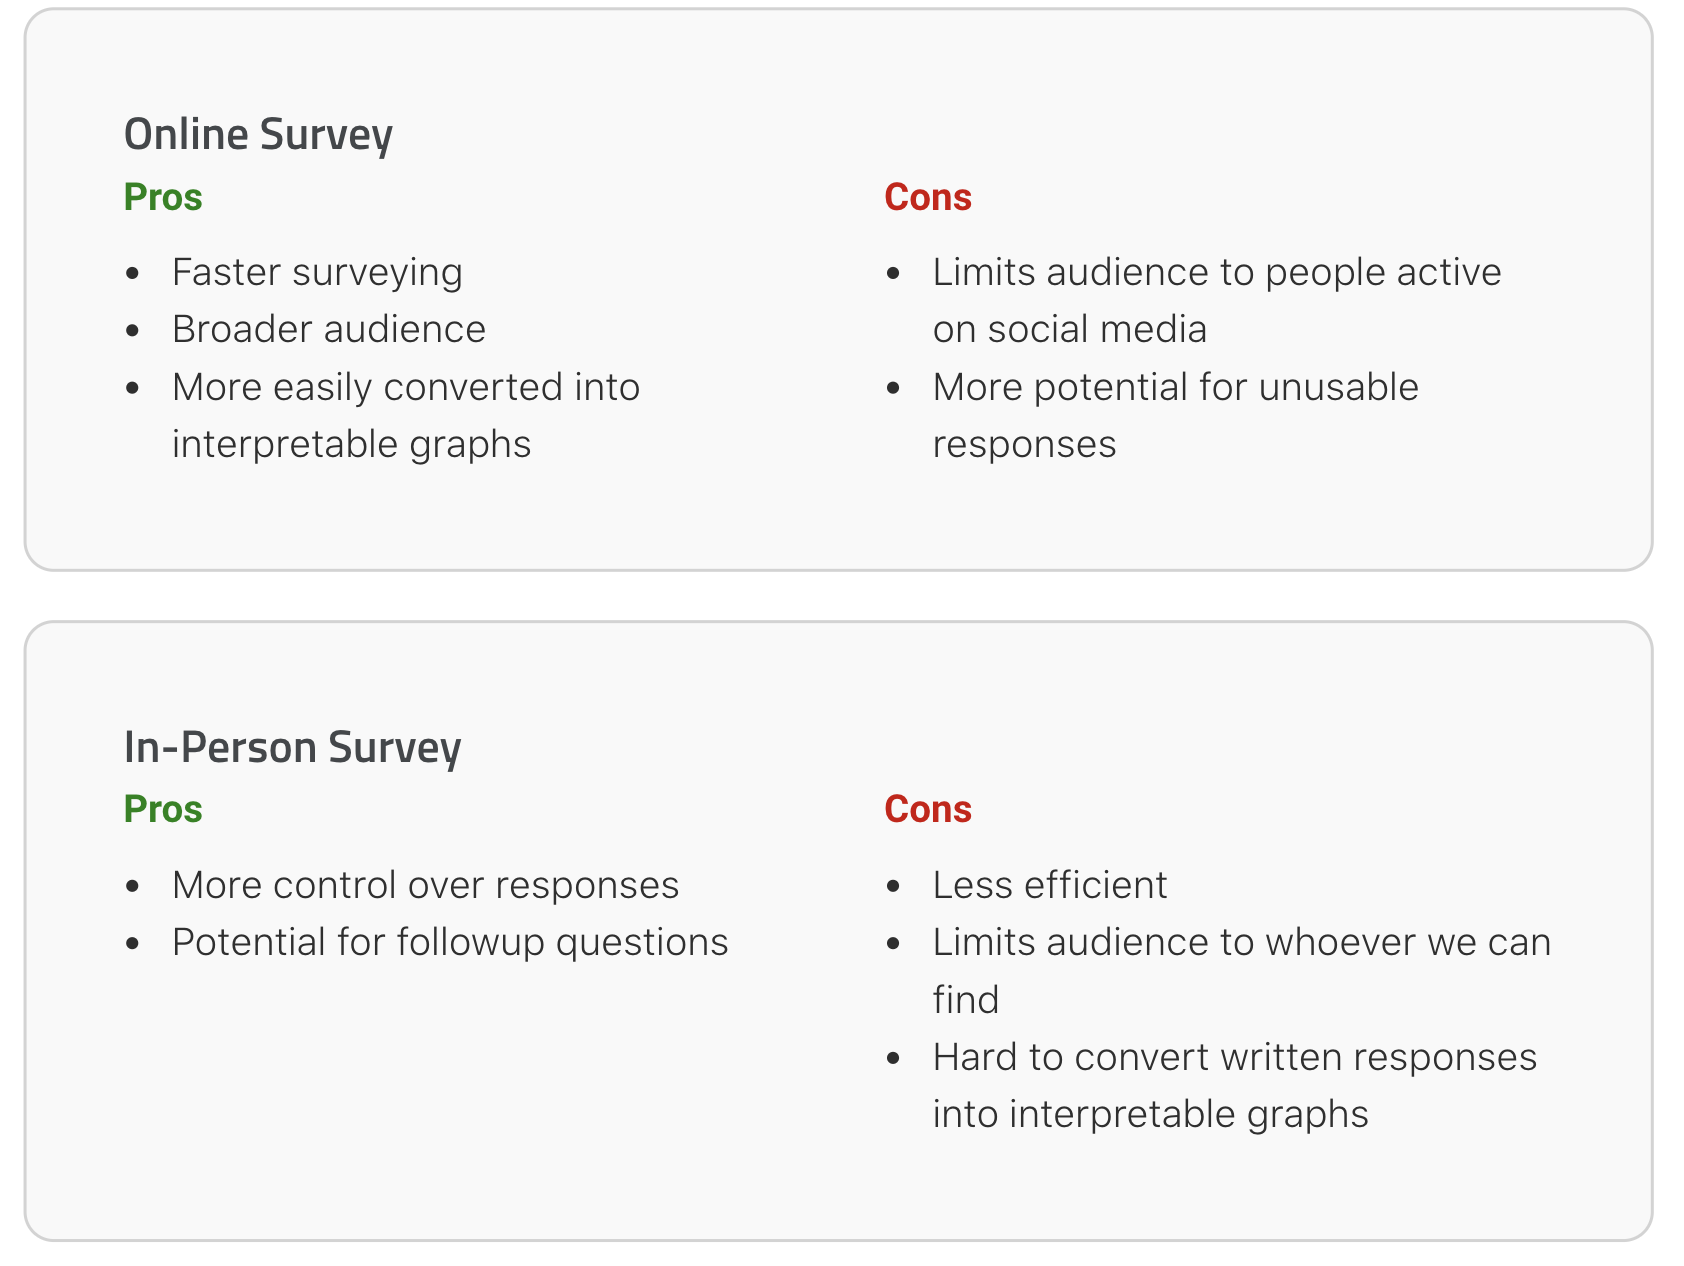 Online Survey
Pros
• Faster surveying
• Broader audience
• More easily converted into
interpretable graphs
Cons
• Limits audience to people active
on social media
• More potential for unusable
responses
In-Person Survey
Pros
• More control over responses
• Potential for followup questions
Cons
• Less efficient
• Limits audience to whoever we can
find
• Hard to convert written responses
into interpretable graphs